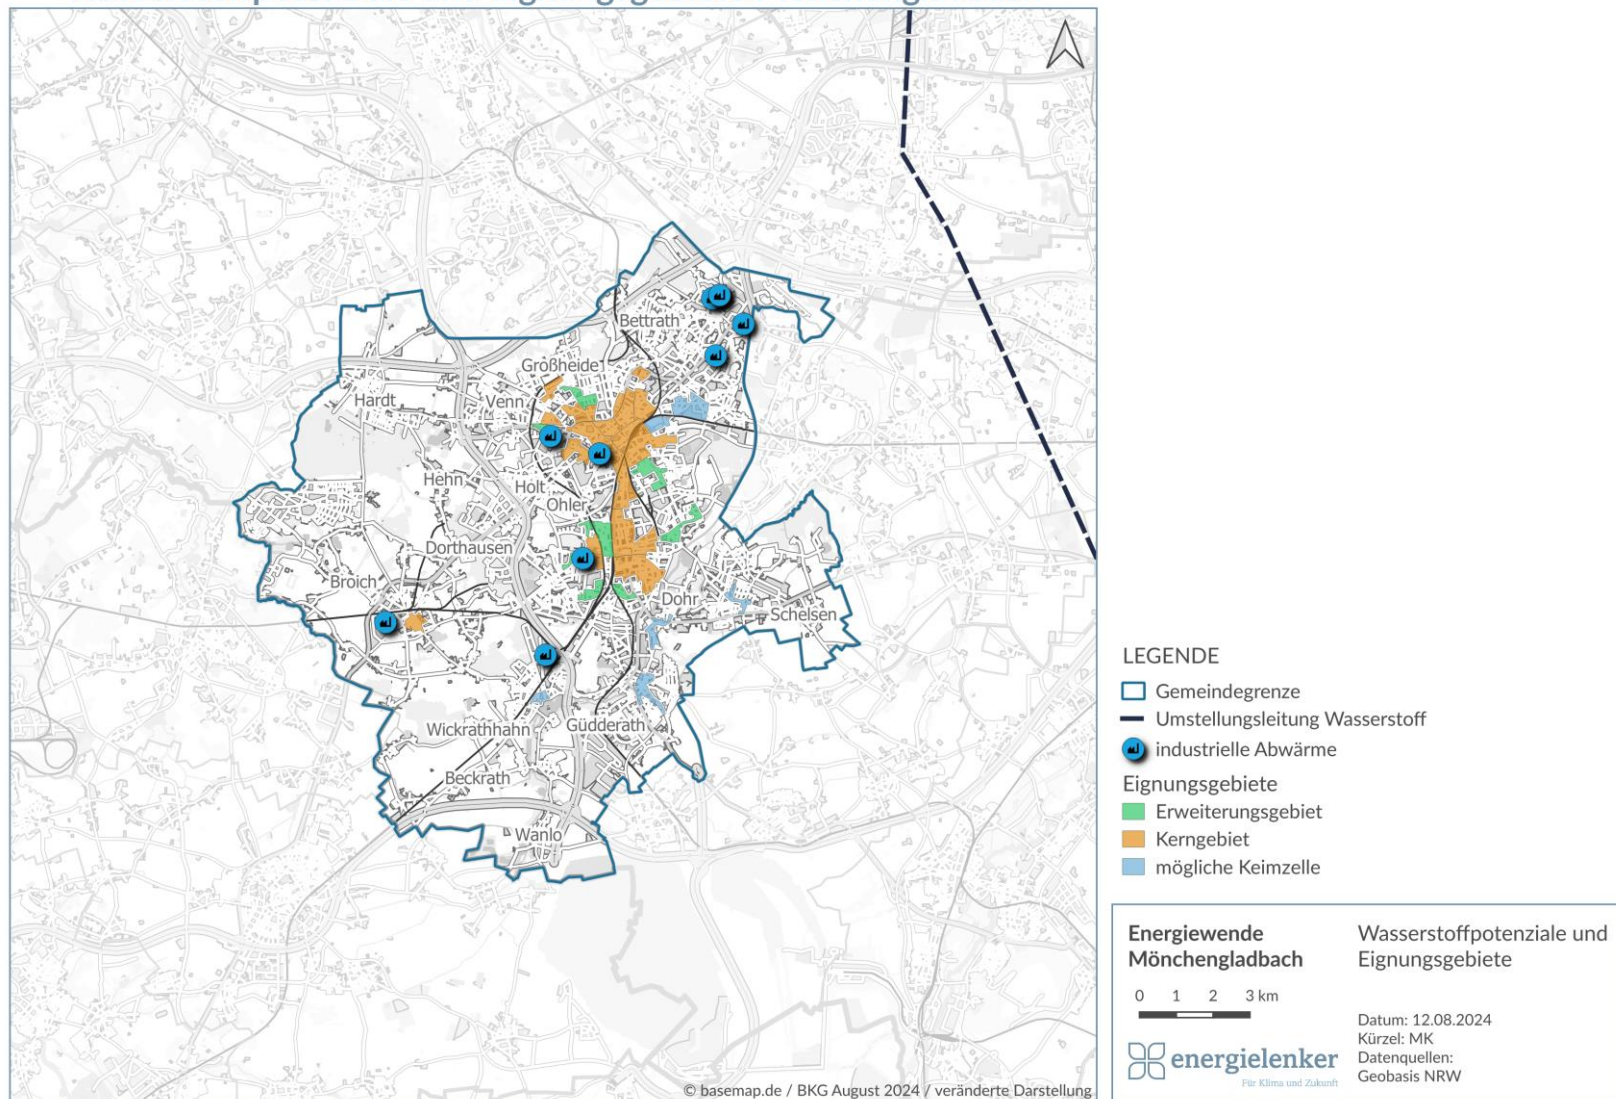 Bettrath
Großheide
Hardt
Venn
Hehn
Holt
Ohler
Dorthausen
Broich
Dohr
Schelsen
Wickrathhahn
Güdderath
Beckrath
Wanlo
© basemap.de / BKG August 2024 / veränderte Darstellung
LEGENDE
Gemeindegrenze
Umstellungsleitung Wasserstoff
industrielle Abwärme
Eignungsgebiete
Erweiterungsgebiet
Kerngebiet
mögliche Keimzelle
Energiewende
Mönchengladbach
Wasserstoffpotenziale und
Eignungsgebiete
0 1 2 3 km
Datum: 12.08.2024
Kürzel: MK
Datenquellen:
Geobasis NRW
energielenker
Für Klima und Zukunft